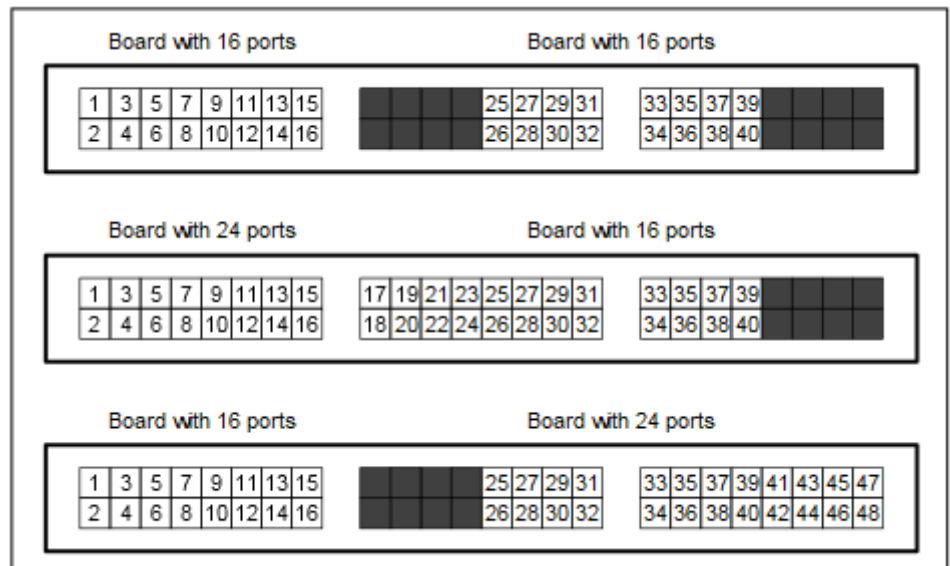 Board with 16 ports Board with 16 ports
1 3 5 7 9 11 13 15 25 27 29 31 33 35 37 39
2 4 6 8 10 12 14 16 26 28 30 32 34 36 38 40
Board with 24 ports Board with 16 ports
1 3 5 7 9 11 13 15 17 19 21 23 25 27 29 31 33 35 37 39
2 4 6 8 10 12 14 16 18 20 22 24 26 28 30 32 34 36 38 40
Board with 16 ports Board with 24 ports
1 3 5 7 9 11 13 15 25 27 29 31 33 35 37 39 41 43 45 47
2 4 6 8 10 12 14 16 26 28 30 32 34 36 38 40 42 44 46 48